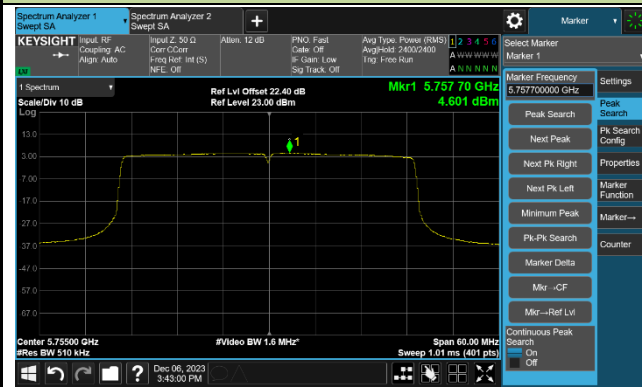 Spectrum Analyzer 1
Swept SA
Spectrum Analyzer 2
Swept SA
+
Marker
KEYSIGHT
Input: RF
Coupling: AC
Align: Auto
Input Z: 50 Ω
Corr CCorr
Freq Ref: Int (S)
NFE: Off
Atten: 12 dB
PNO: Fast
Gate: Off
IF Gain: Low
Sig Track: Off
Avg Type: Power (RMS)
Avg|Hold: 2400/2400
Trig: Free Run
1 2 3 4 5 6
A W W W W W
A N N N N N
LVI
Select Marker
Marker 1
1 Spectrum
Scale/Div 10 dB
Log
Ref Lvl Offset 22.40 dB
Ref Level 23.00 dBm
Mkr1 5.757 70 GHz
4.601 dBm
Marker Frequency
5.757700000 GHz
Settings
Peak Search
Peak
Search
Next Peak
Pk Search
Config
Next Pk Right
Properties
Next Pk Left
Marker
Function
Minimum Peak
Marker→
Pk-Pk Search
Counter
Marker Delta
Mkr→CF
Mkr→Ref Lvl
Continuous Peak
Search
On
Off
13.0
3.00
-7.00
-17.0
-27.0
-37.0
-47.0
-57.0
-67.0
1
Center 5.75500 GHz
#Res BW 510 kHz
#Video BW 1.6 MHz*
Span 60.00 MHz
Sweep 1.01 ms (401 pts)
?
Dec 06, 2023
3:43:00 PM